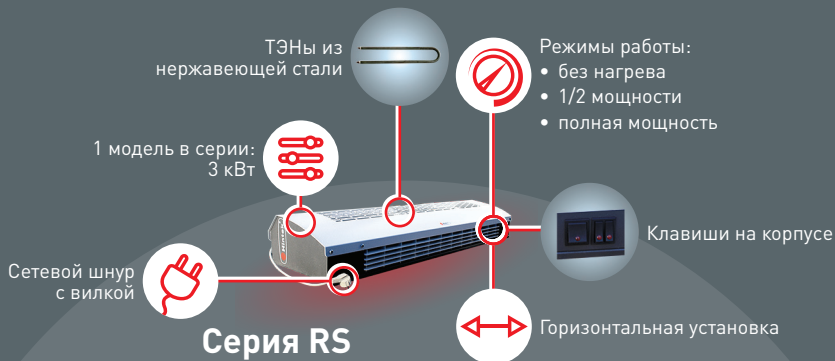 ТЭНы из
нержавеющей стали
Режимы работы:
• без нагрева
• 1/2 мощности
• полная мощность
1 модель в серии:
3 кВт
Клавиши на корпусе
Сетевой шнур
с вилкой
Горизонтальная установка
Серия RS